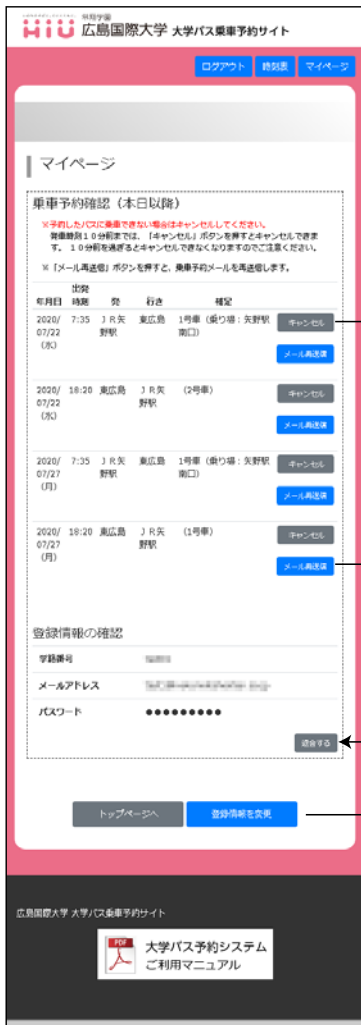 常翔学園
HiU 広島国際大学 大学バス乗車予約サイト
ログアウト 時刻表 マイページ
マイページ
乗車予約確認（本日以降）
※予約したバスに乗車できない場合はキャンセルしてください。
発車時刻１０分前までは、「キャンセル」ボタンを押すとキャンセルできま
す。１０分前を過ぎるとキャンセルできなくなりますのでご注意ください。
※「メール再送信」ボタンを押すと、乗車予約メールを再送信します。
年月日 出発時刻 発 行き 補足
2020/ 7:35 ＪＲ矢 東広島 1号車（乗り場：矢野駅 キャンセル
07/22 野駅 南口）
（水） メール再送信
2020/ 18:20 東広島 ＪＲ矢 （2号車） キャンセル
07/22 野駅
（水） メール再送信
2020/ 7:35 ＪＲ矢 東広島 1号車（乗り場：矢野駅 キャンセル
07/27 野駅 南口）
（月） メール再送信
2020/ 18:20 東広島 ＪＲ矢 （1号車） キャンセル
07/27 野駅
（月） メール再送信
登録情報の確認
学籍番号
メールアドレス
パスワード ●●●●●●●●●
退会する
トップページへ 登録情報を変更
広島国際大学 大学バス乗車予約サイト
PDF 大学バス予約システム
ご利用マニュアル